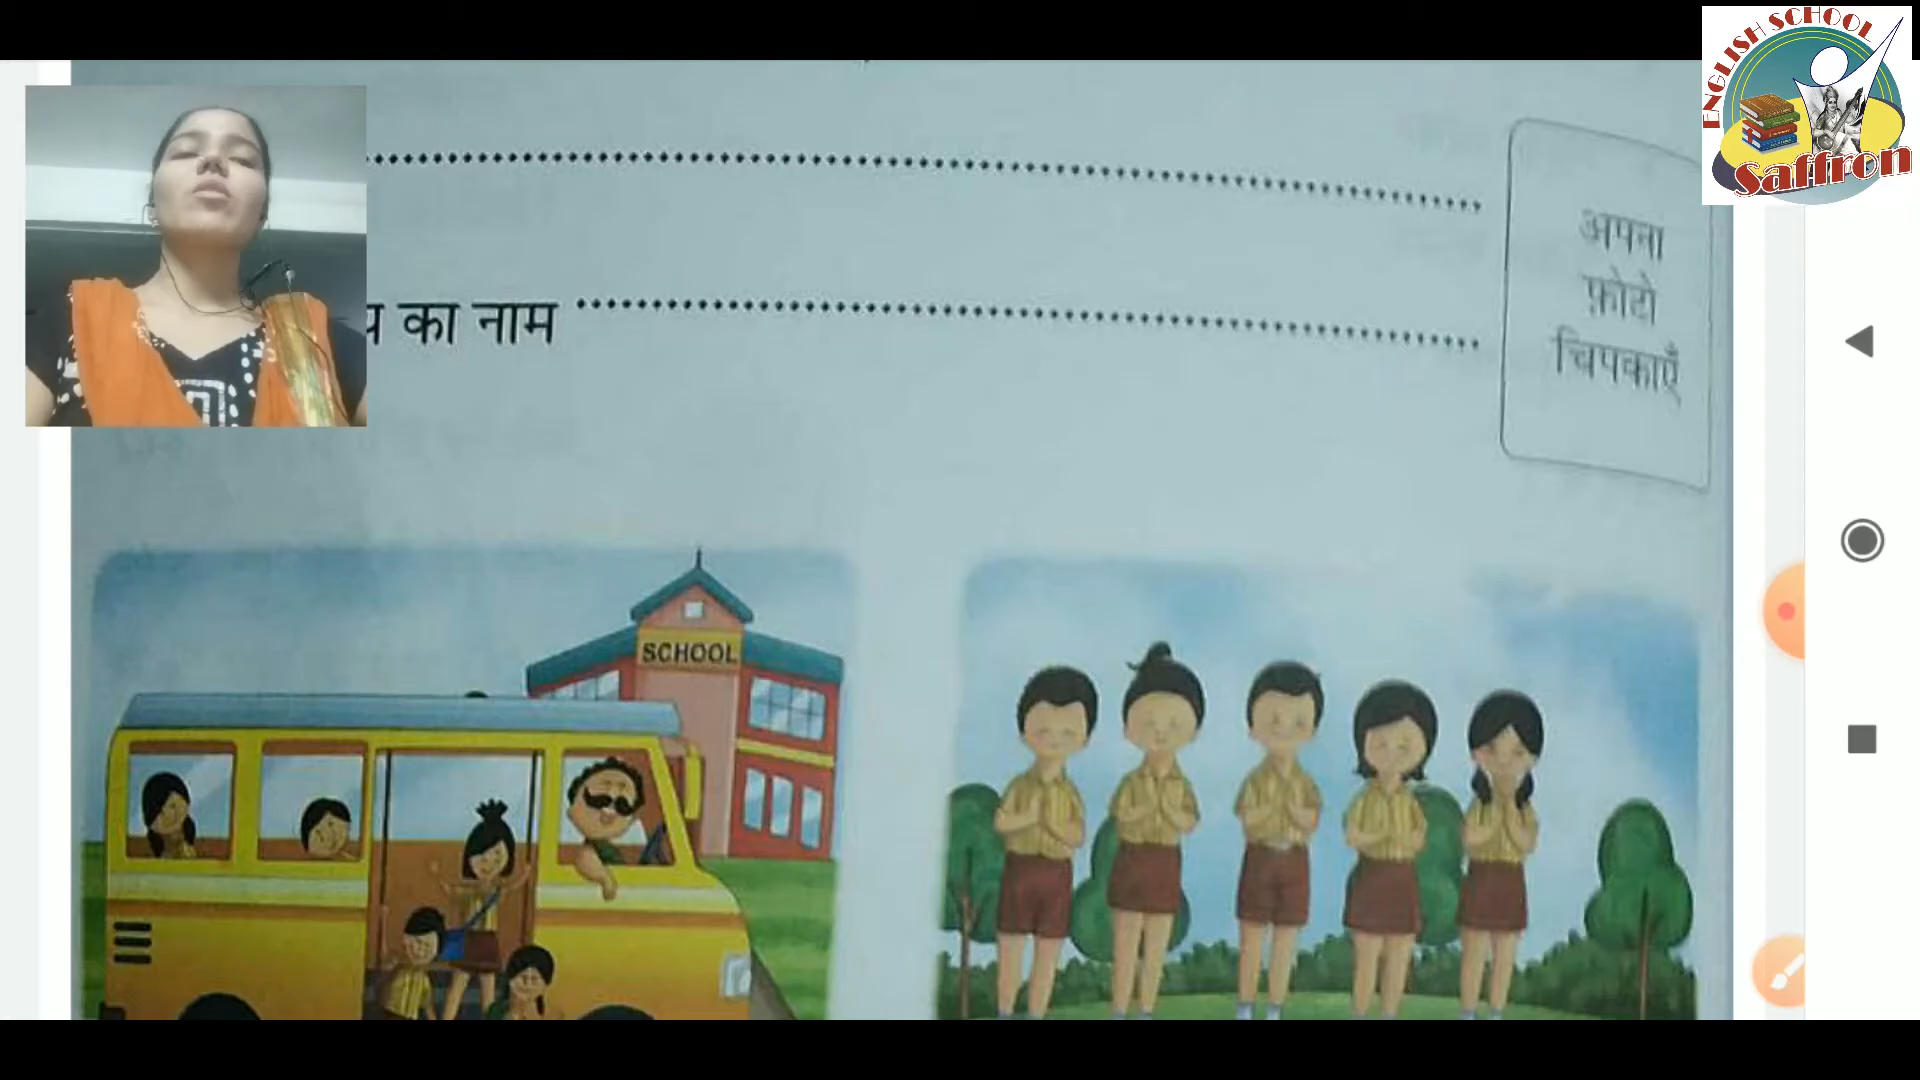 ENGLISH SCHOOL
Saffron
अपना
फ़ोटो
चिपकाएँ
का नाम
SCHOOL